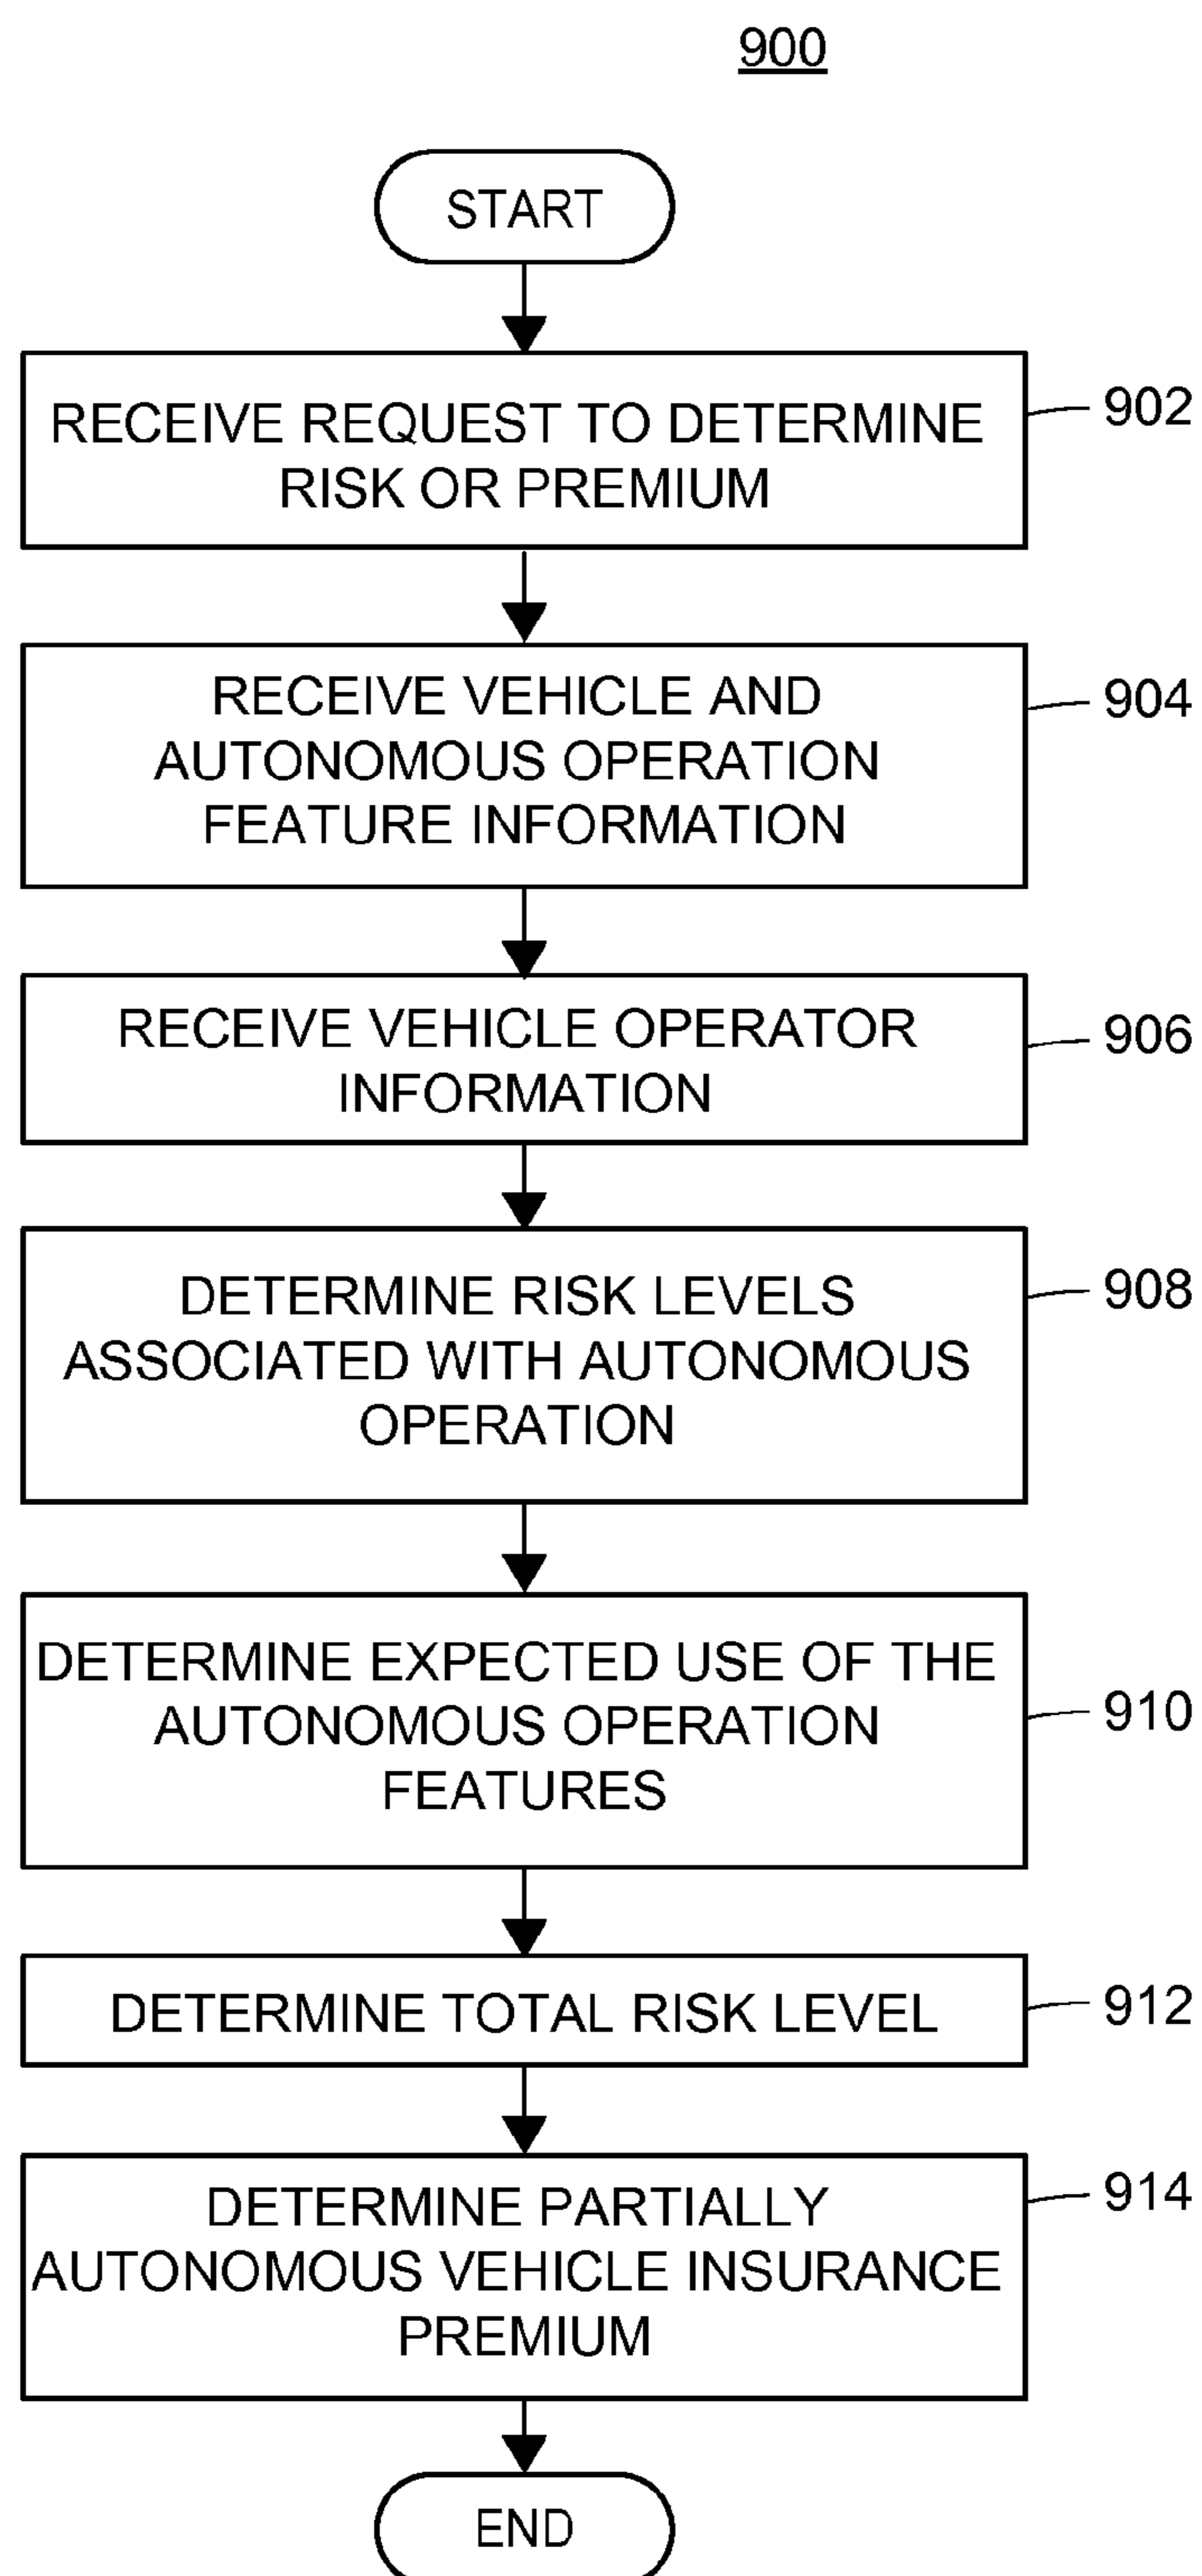 900
START
RECEIVE REQUEST TO DETERMINE
RISK OR PREMIUM
902
RECEIVE VEHICLE AND
AUTONOMOUS OPERATION
FEATURE INFORMATION
904
RECEIVE VEHICLE OPERATOR
INFORMATION
906
DETERMINE RISK LEVELS
ASSOCIATED WITH AUTONOMOUS
OPERATION
908
DETERMINE EXPECTED USE OF THE
AUTONOMOUS OPERATION
FEATURES
910
DETERMINE TOTAL RISK LEVEL
912
DETERMINE PARTIALLY
AUTONOMOUS VEHICLE INSURANCE
PREMIUM
914
END